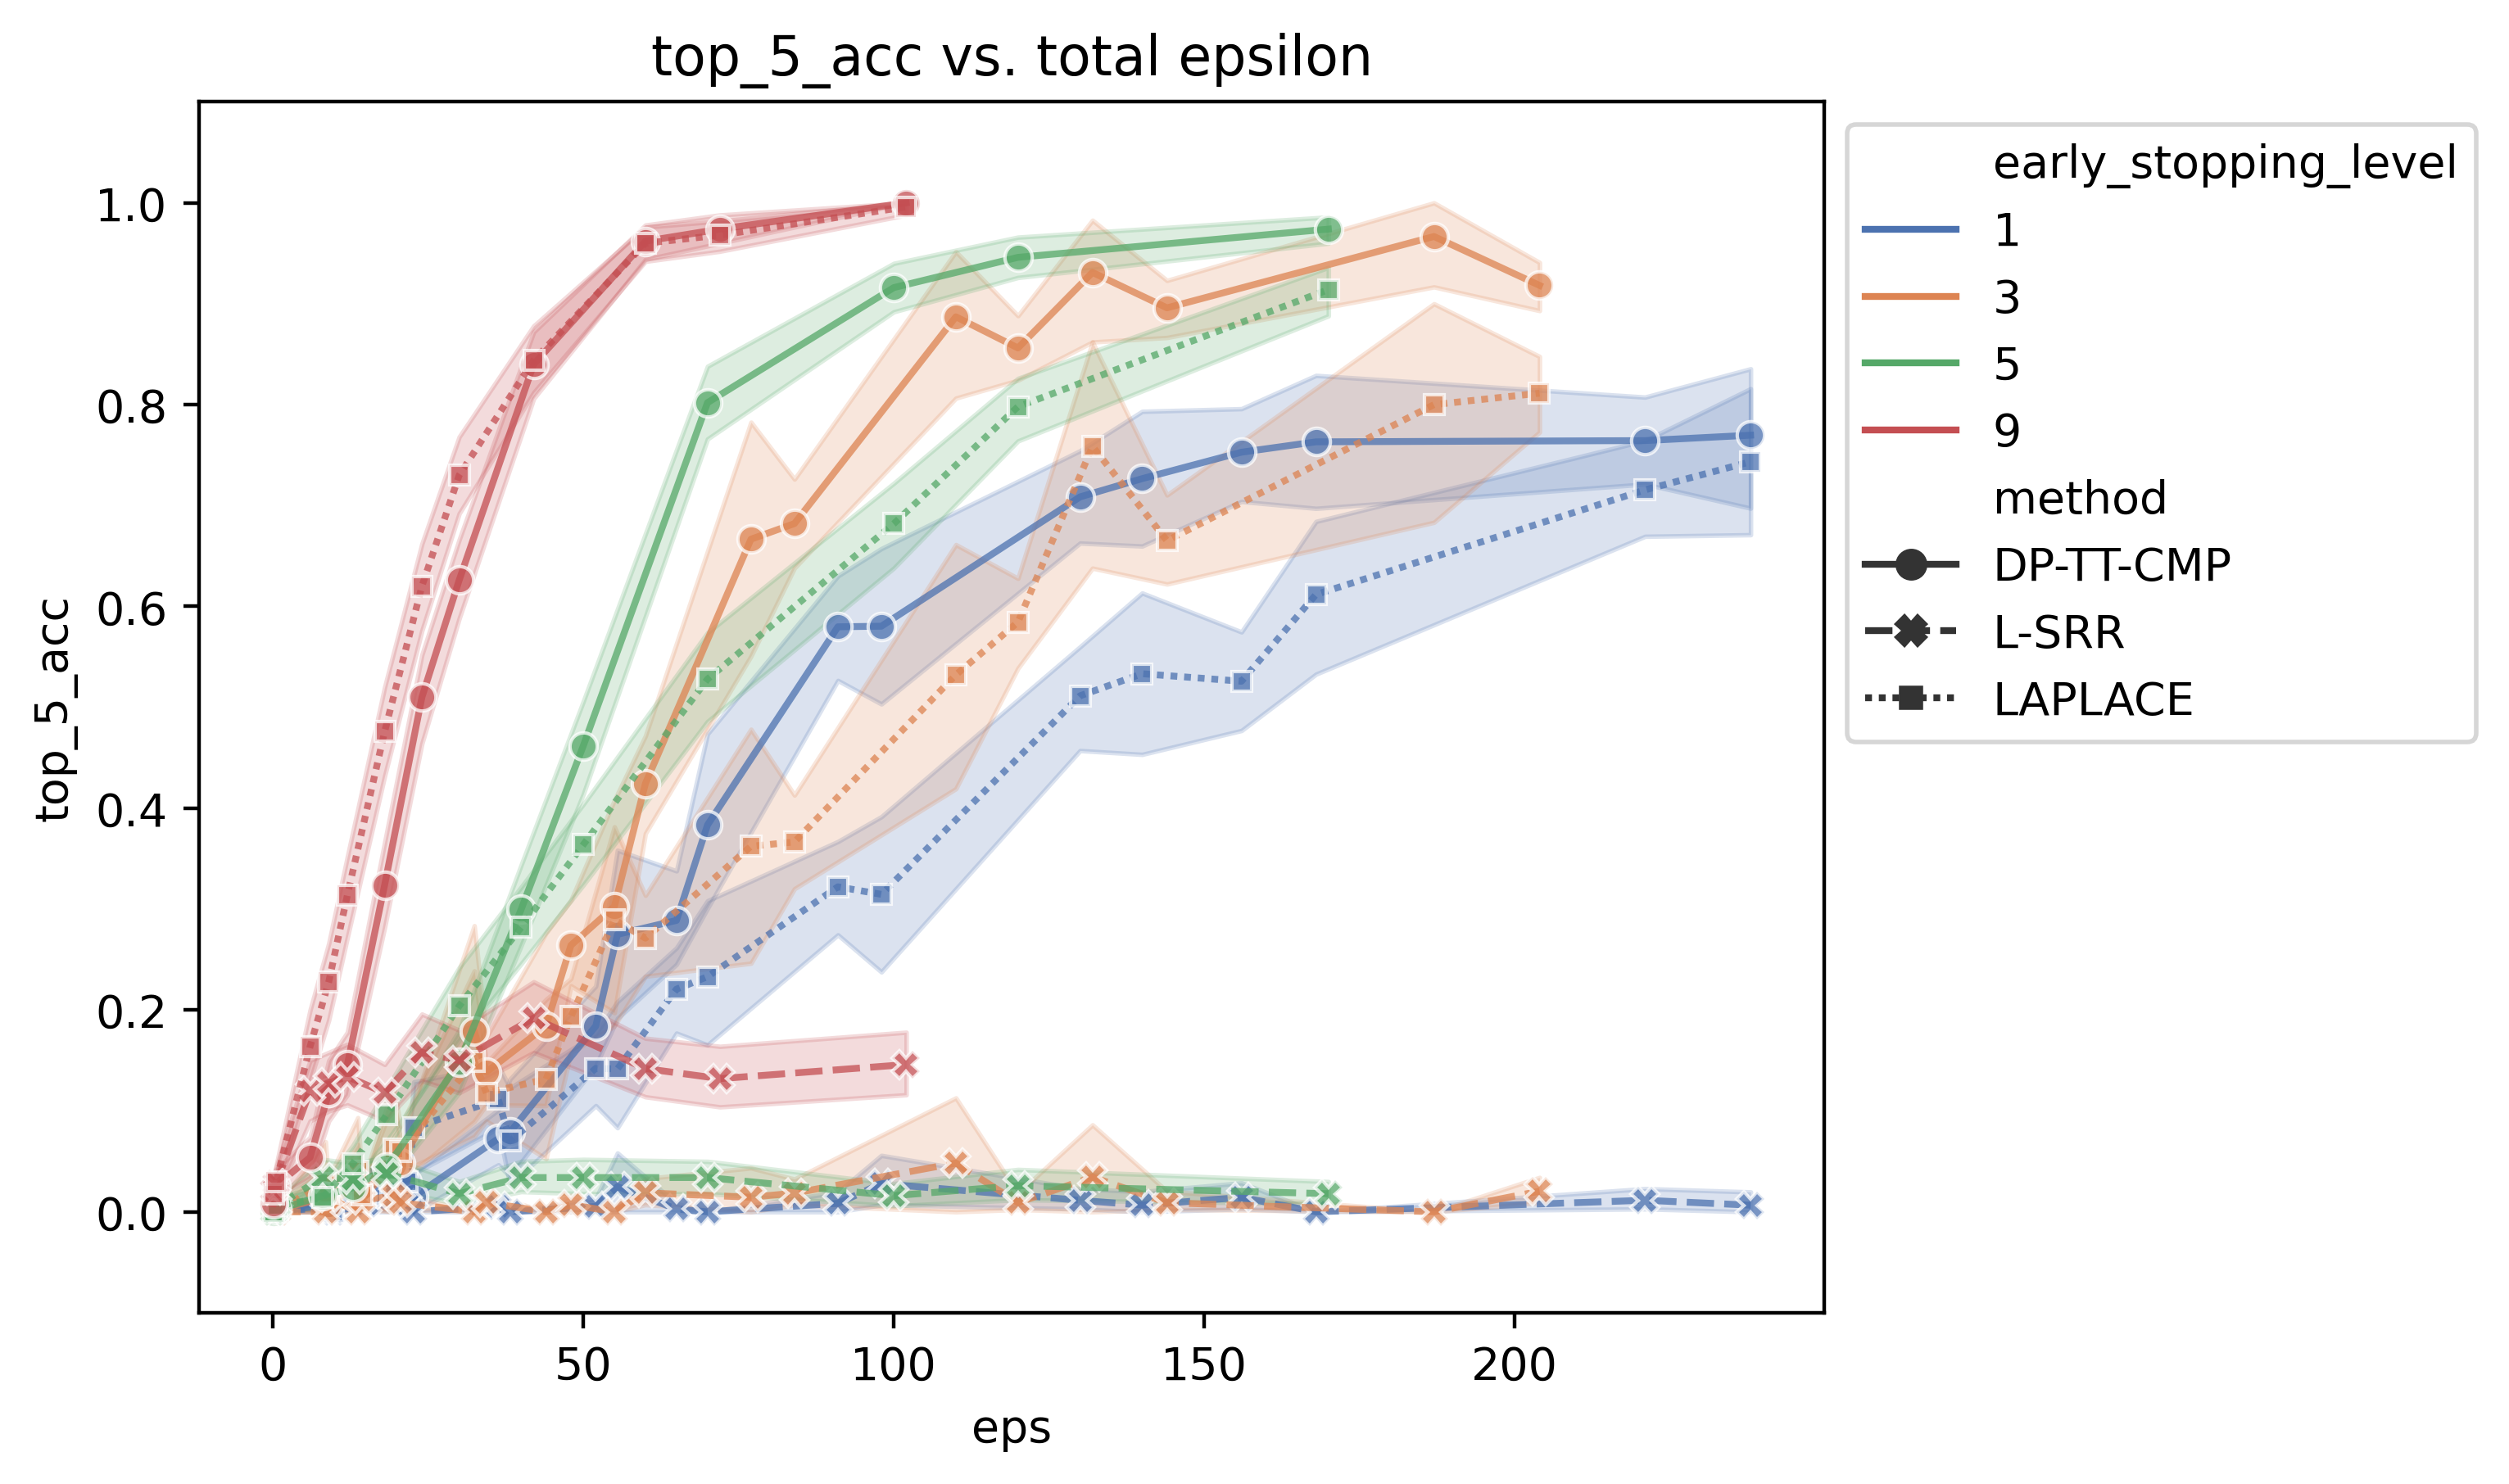 top_5_acc vs. total epsilon
top_5_acc
1.0
0.8
0.6
0.4
0.2
0.0
0
50
100
150
200
eps
early_stopping_level
1
3
5
9
method
DP-TT-CMP
L-SRR
LAPLACE